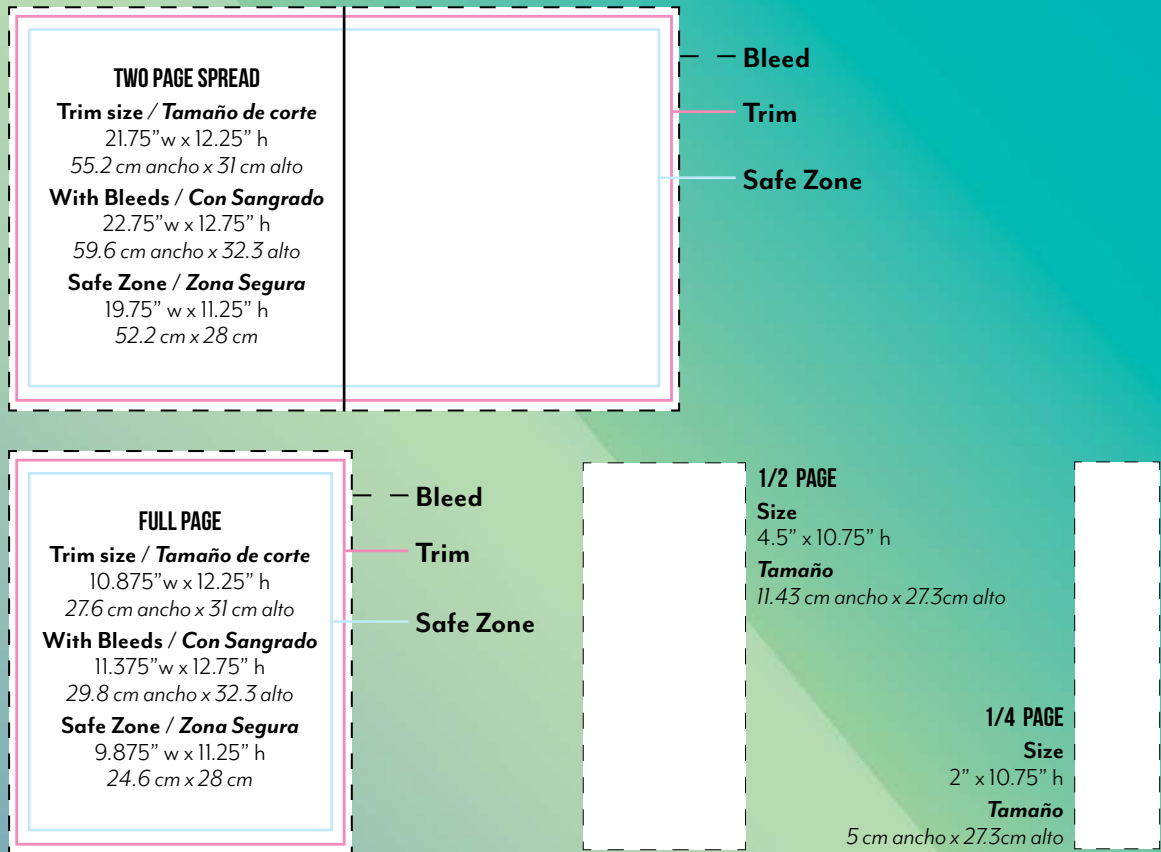 TWO PAGE SPREAD
Trim size / Tamaño de corte
21.75”w x 12.25” h
55.2 cm ancho x 31 cm alto
With Bleeds / Con Sangrado
22.75”w x 12.75” h
59.6 cm ancho x 32.3 alto
Safe Zone / Zona Segura
19.75” w x 11.25” h
52.2 cm x 28 cm
Bleed
Trim
Safe Zone
FULL PAGE
Trim size / Tamaño de corte
10.875”w x 12.25” h
27.6 cm ancho x 31 cm alto
With Bleeds / Con Sangrado
11.375”w x 12.75” h
29.8 cm ancho x 32.3 alto
Safe Zone / Zona Segura
9.875” w x 11.25” h
24.6 cm x 28 cm
Bleed
Trim
Safe Zone
1/2 PAGE
Size
4.5” x 10.75” h
Tamaño
11.43 cm ancho x 27.3cm alto
1/4 PAGE
Size
2” x 10.75” h
Tamaño
5 cm ancho x 27.3cm alto